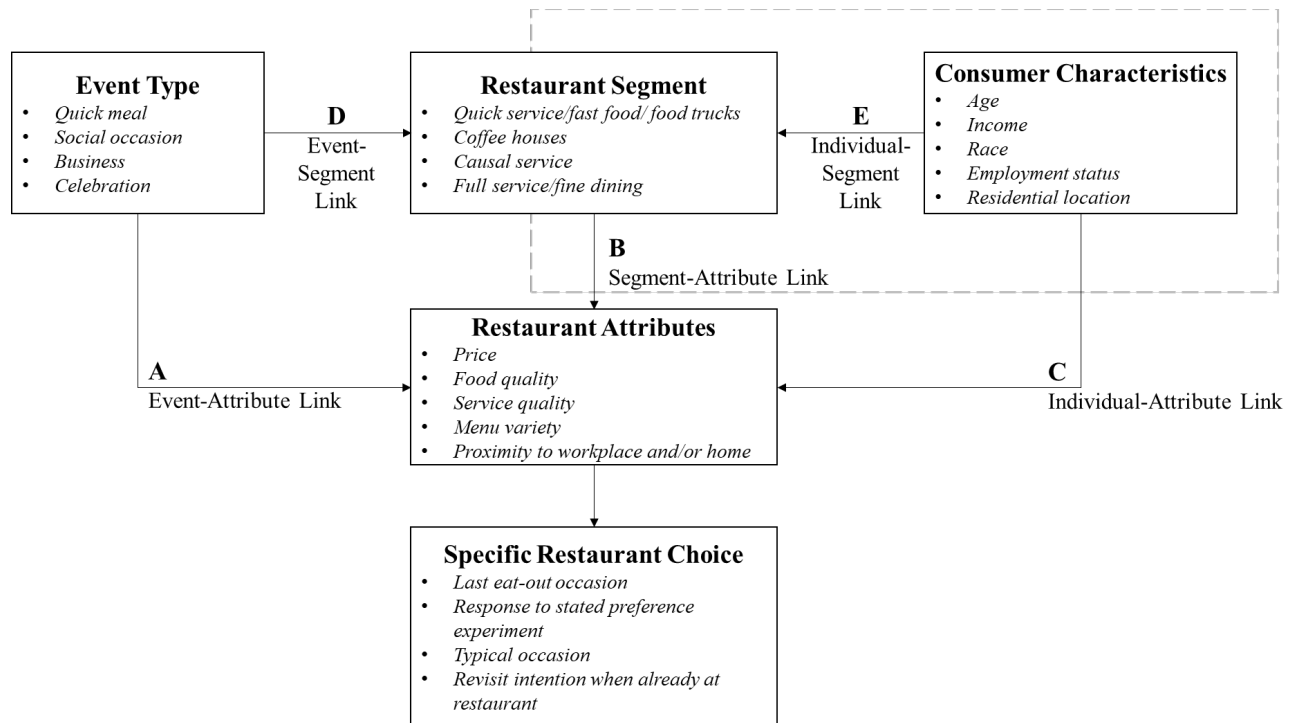 Event Type
• Quick meal
• Social occasion
• Business
• Celebration
D
Event-
Segment
Link
Restaurant Segment
• Quick service/fast food/ food trucks
• Coffee houses
• Causal service
• Full service/fine dining
E
Individual-
Segment
Link
Consumer Characteristics
• Age
• Income
• Race
• Employment status
• Residential location
B
Segment-Attribute Link
A
Event-Attribute Link
Restaurant Attributes
• Price
• Food quality
• Service quality
• Menu variety
• Proximity to workplace and/or home
C
Individual-Attribute Link
Specific Restaurant Choice
• Last eat-out occasion
• Response to stated preference
experiment
• Typical occasion
• Revisit intention when already at
restaurant